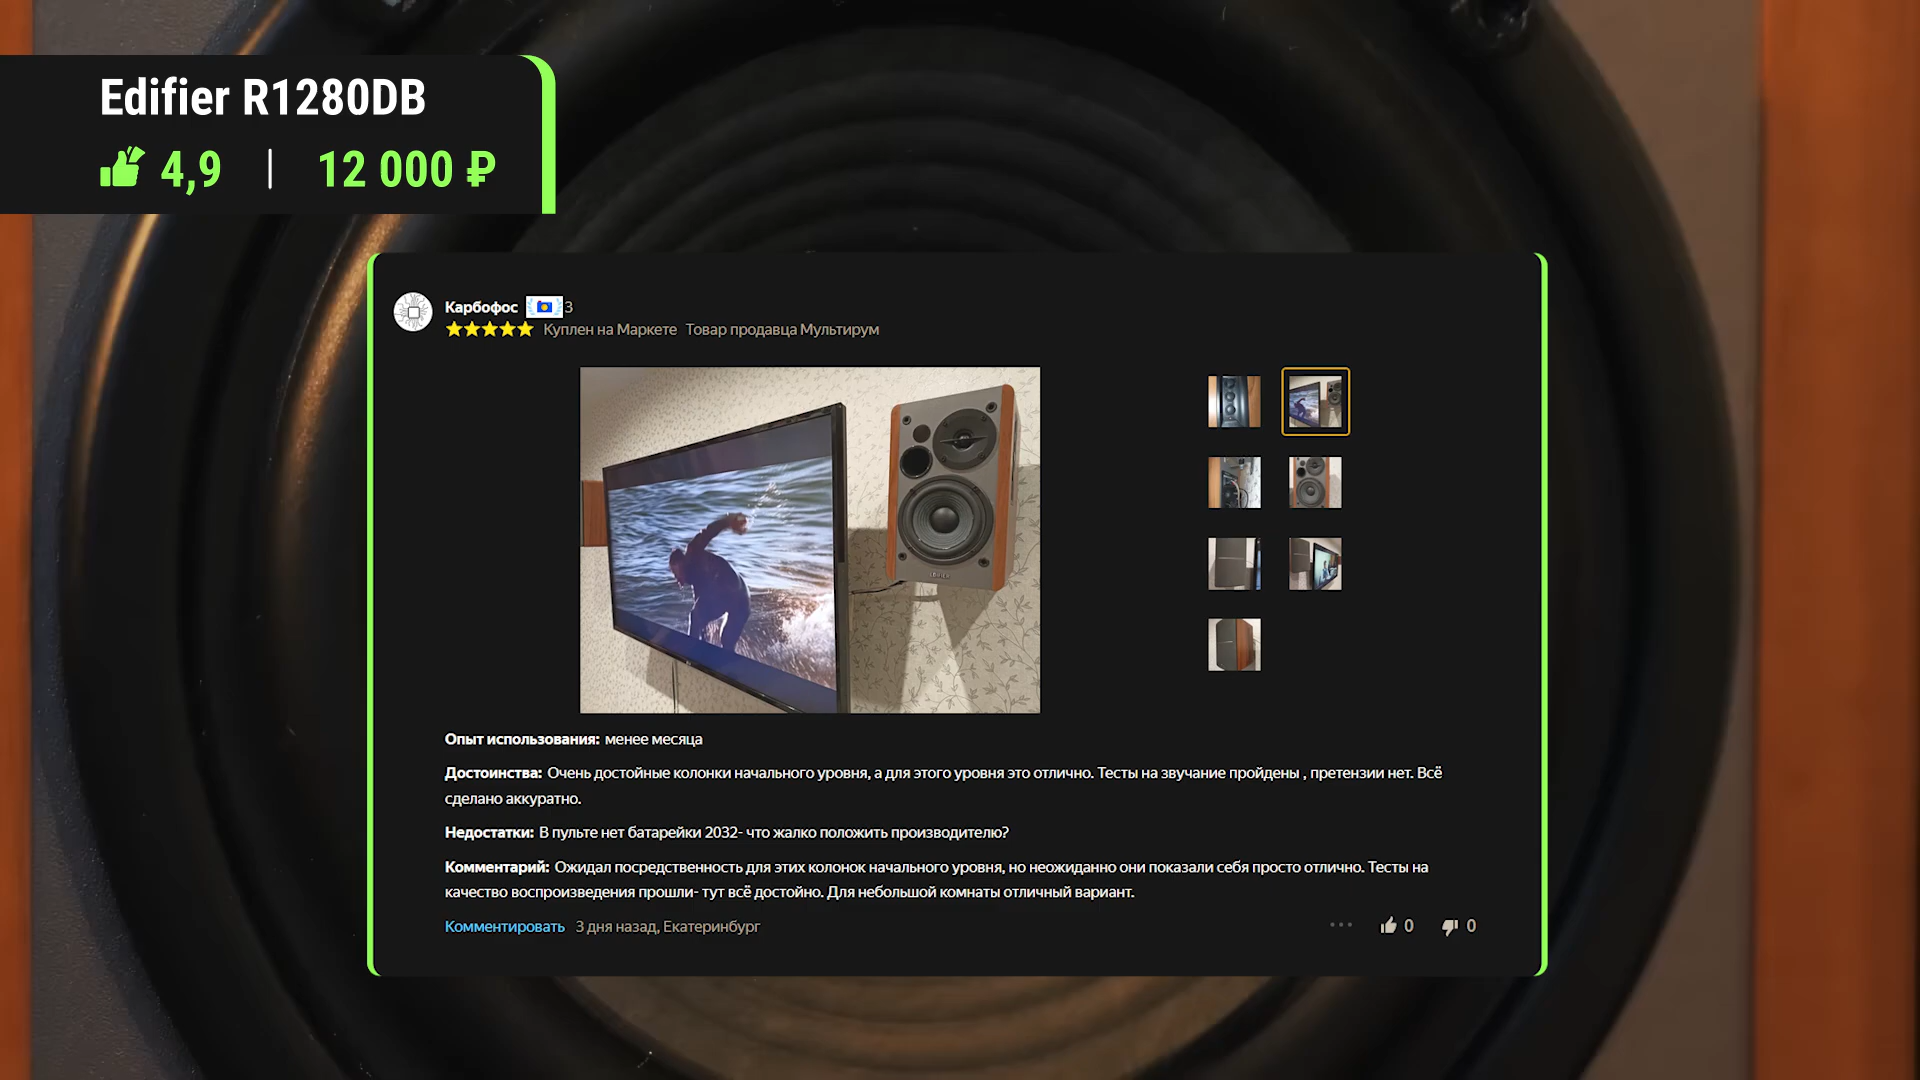 Edifier R1280DB
4,9 | 12 000 ₽
Карбофос 3
Куплен на Маркете Товар продавца Мультирум
Опыт использования: менее месяца
Достоинства: Очень достойные колонки начального уровня, а для этого уровня это отлично. Тесты на звучание пройдены , претензии нет. Всё
сделано аккуратно.
Недостатки: В пульте нет батарейки 2032- что жалко положить производителю?
Комментарий: Ожидал посредственность для этих колонок начального уровня, но неожиданно они показали себя просто отлично. Тесты на
качество воспроизведения прошли- тут всё достойно. Для небольшой комнаты отличный вариант.
Комментировать 3 дня назад, Екатеринбург
0 0